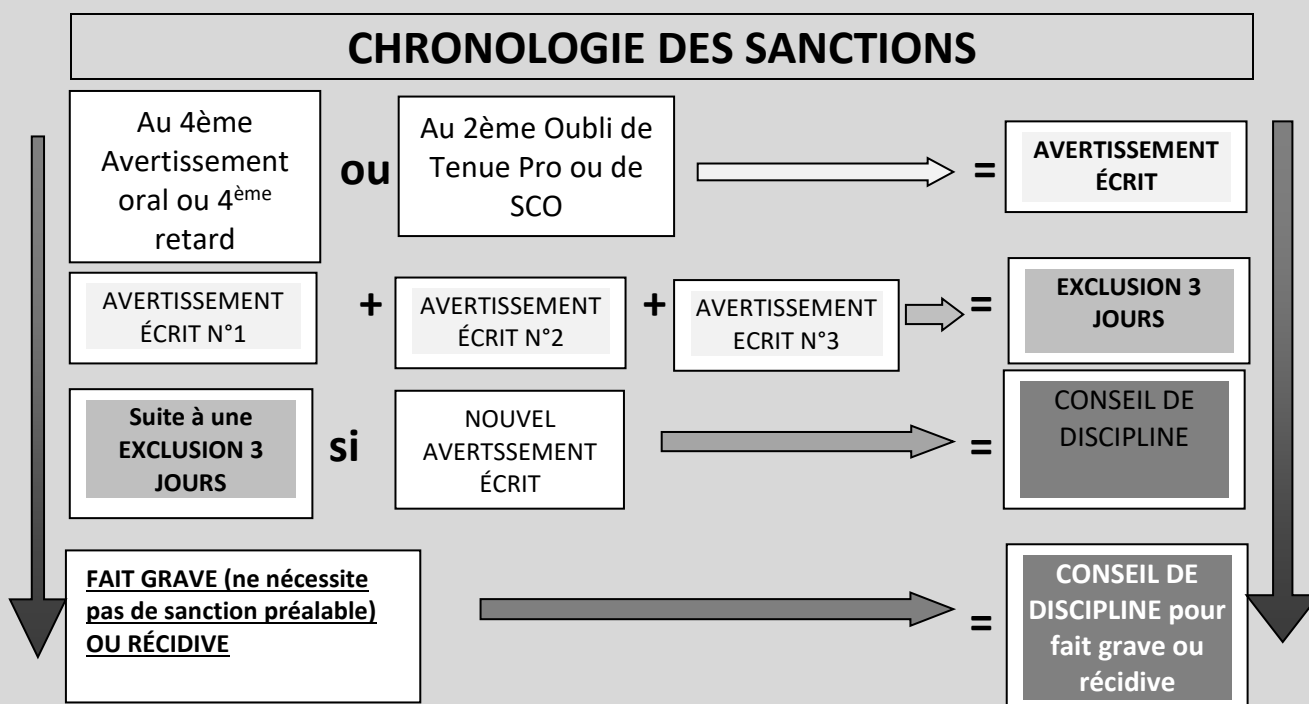 CHRONOLOGIE DES SANCTIONS
Au 4ème
Avertissement
oral ou 4ème
retard
ou
Au 2ème Oubli de
Tenue Pro ou de
SCO
=
AVERTISSEMENT
ÉCRIT
AVERTISSEMENT
ÉCRIT N°1
+
AVERTISSEMENT
ÉCRIT N°2
+
AVERTISSEMENT
ECRIT N°3
=
EXCLUSION 3
JOURS
Suite à une
EXCLUSION 3
JOURS
si
NOUVEL
AVERTSSEMENT
ÉCRIT
=
CONSEIL DE
DISCIPLINE
FAIT GRAVE (ne nécessite
pas de sanction préalable)
OU RÉCIDIVE
=
CONSEIL DE
DISCIPLINE pour
fait grave ou
récidive